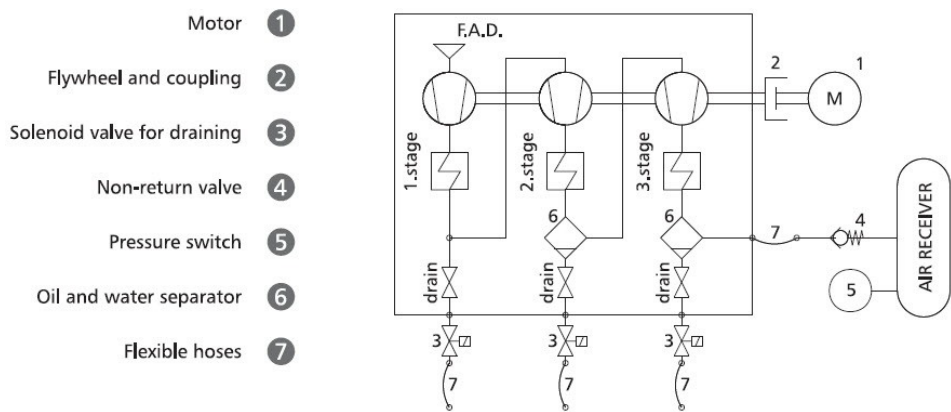 Motor 1
Flywheel and coupling 2
Solenoid valve for draining 3
Non-return valve 4
Pressure switch 5
Oil and water separator 6
Flexible hoses 7
F.A.D.
2
1
M
1.stage
2.stage
3.stage
6
6
7
4
AIR RECEIVER
5
drain
drain
drain
3
3
3
7
7
7